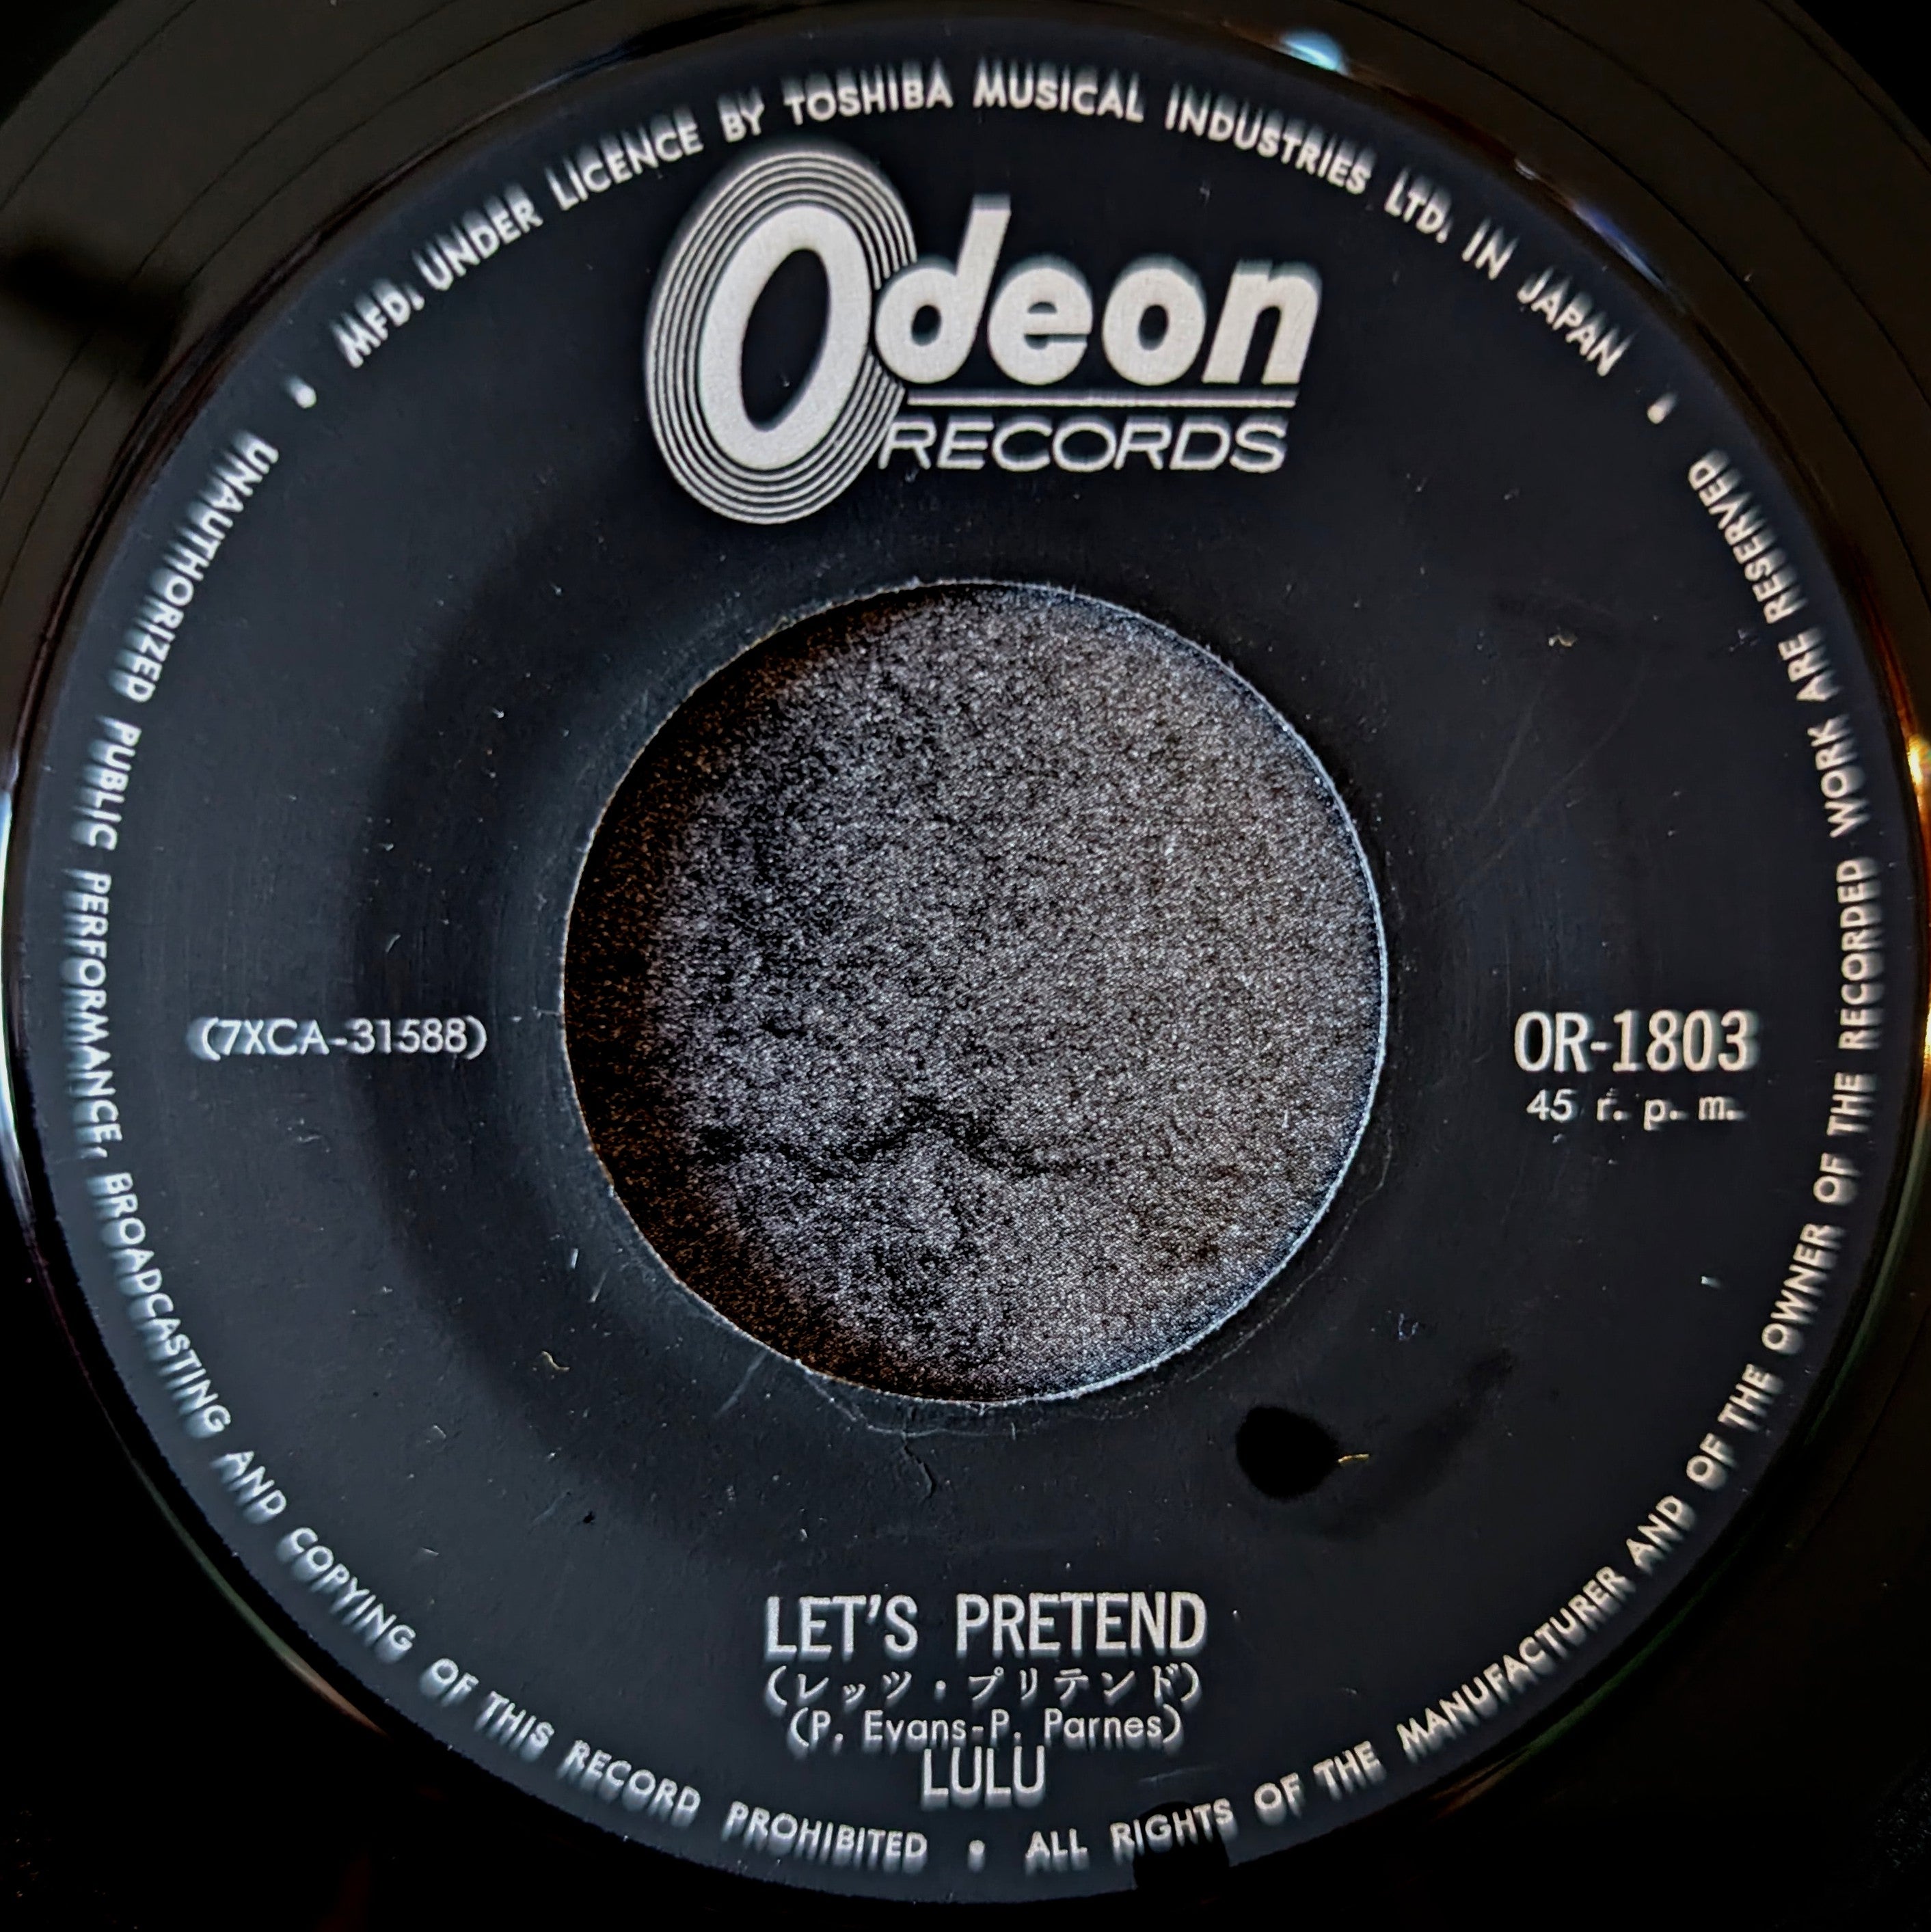 MFD. UNDER LICENCE BY TOSHIBA MUSICAL INDUSTRIES LTD. IN JAPAN
Odeon
RECORDS
(7XCA-31588)
OR-1803
45 r. p. m.
LET'S PRETEND
(レッツ・プリテンド)
(P. Evans-P. Parnes)
LULU
UNAUTHORIZED PUBLIC PERFORMANCE, BROADCASTING AND COPYING OF THIS RECORD PROHIBITED • ALL RIGHTS OF THE MANUFACTURER AND OF THE OWNER OF THE RECORDED WORK ARE RESERVED